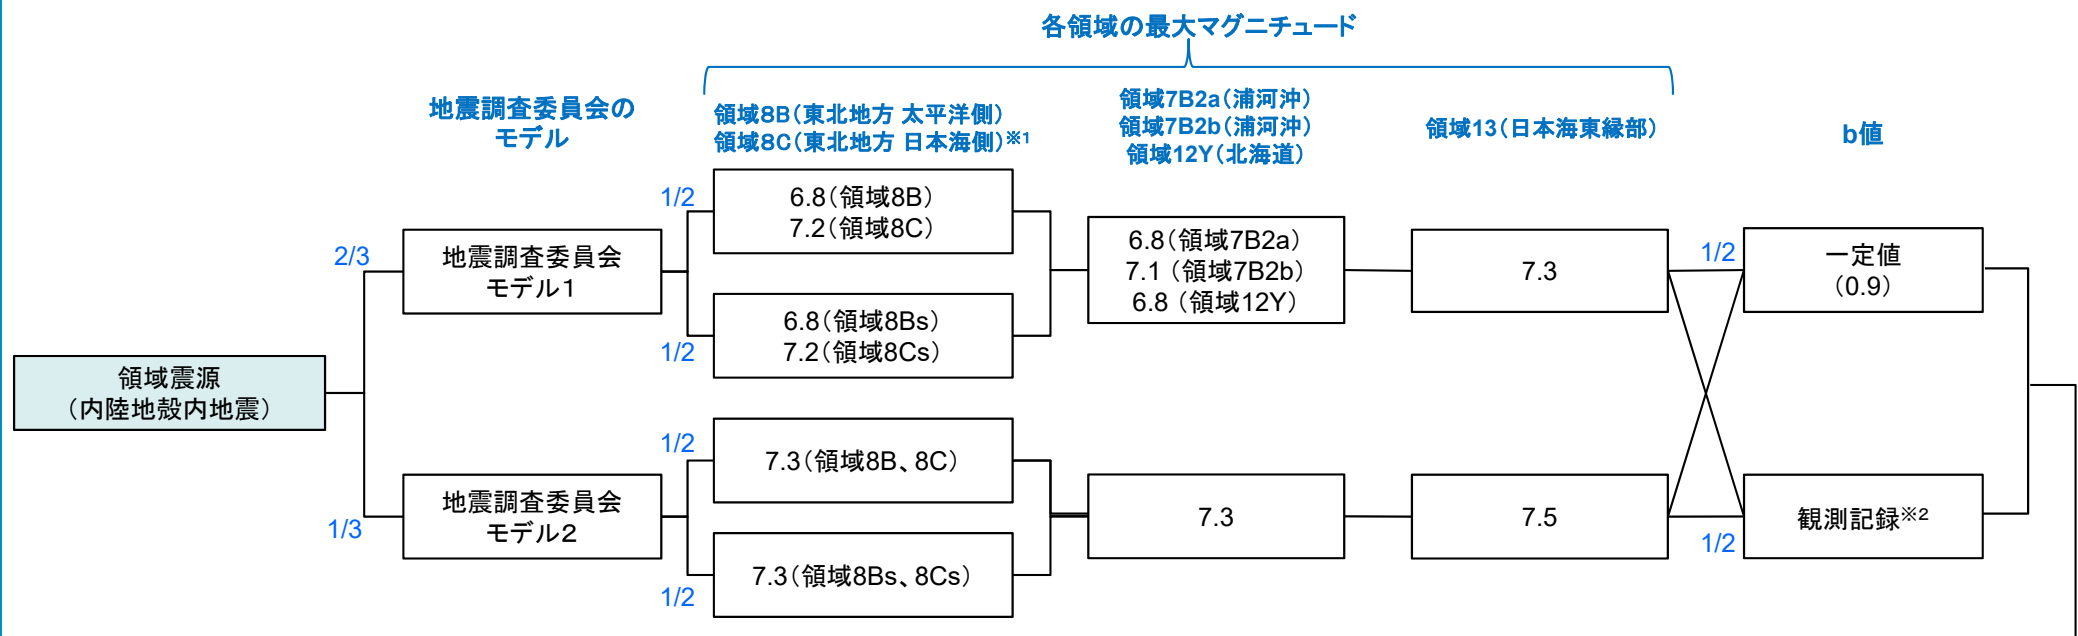 各領域の最大マグニチュード
地震調査委員会の
モデル
領域8B(東北地方 太平洋側)
領域8C(東北地方 日本海側)※1
領域7B2a(浦河沖)
領域7B2b(浦河沖)
領域12Y(北海道)
領域13(日本海東縁部)
b値
1/2
6.8(領域8B)
7.2(領域8C)
2/3
地震調査委員会
モデル1
6.8(領域7B2a)
7.1 (領域7B2b)
6.8 (領域12Y)
7.3
1/2
一定値
(0.9)
1/2
6.8(領域8Bs)
7.2(領域8Cs)
領域震源
(内陸地殻内地震)
1/2
7.3(領域8B、8C)
1/3
地震調査委員会
モデル2
7.3
7.5
1/2
観測記録※2
1/2
7.3(領域8Bs、8Cs)